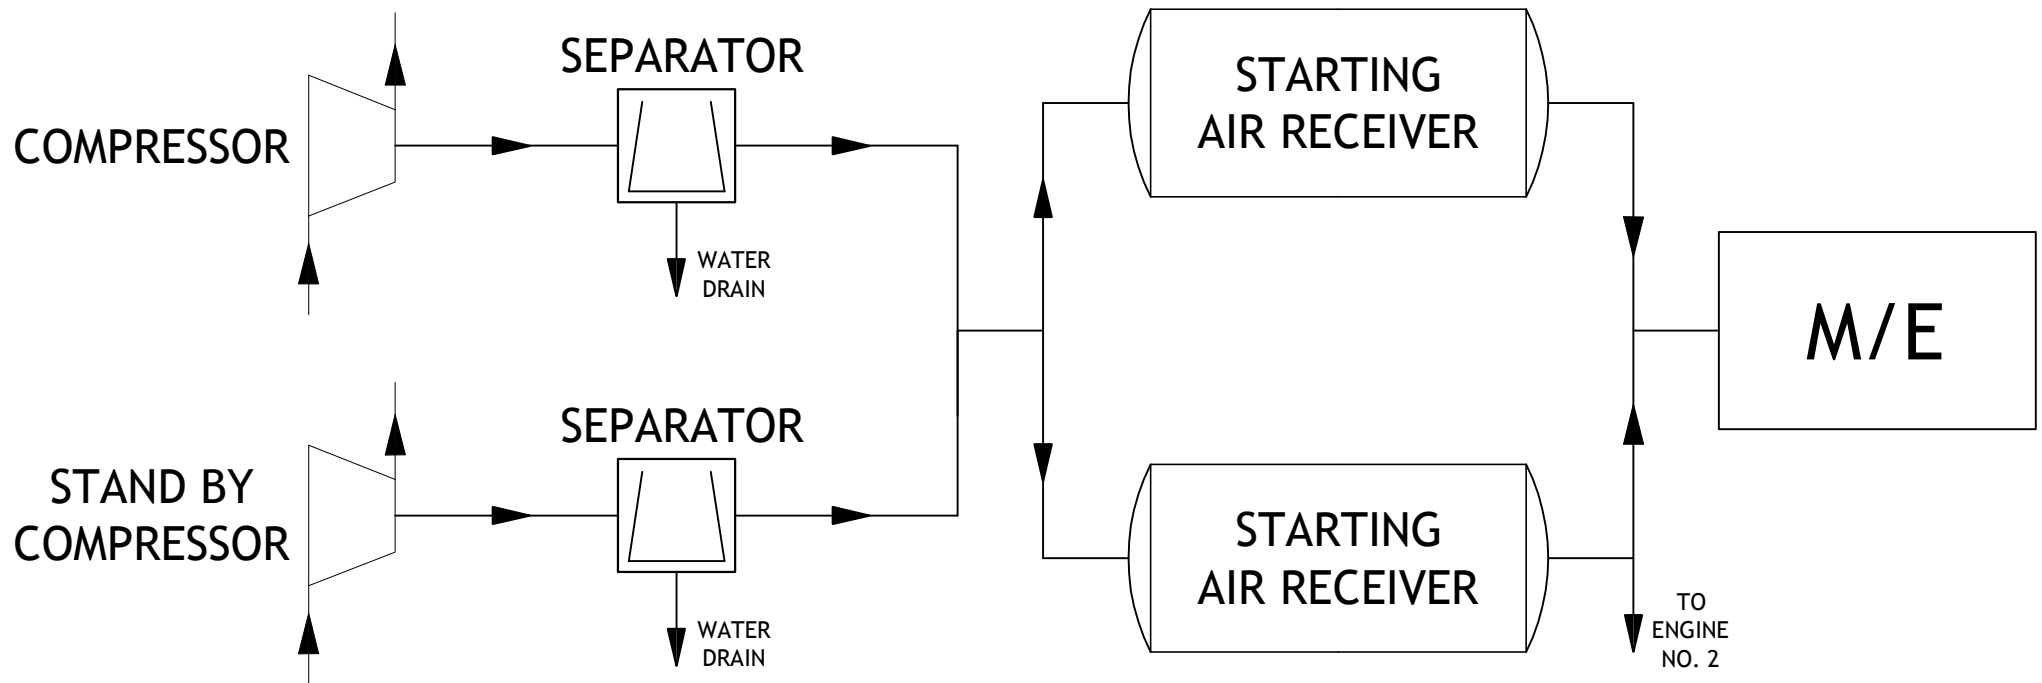 SEPARATOR
COMPRESSOR
WATER
DRAIN
STARTING
AIR RECEIVER
M/E
SEPARATOR
STAND BY
COMPRESSOR
WATER
DRAIN
STARTING
AIR RECEIVER
TO
ENGINE
NO. 2